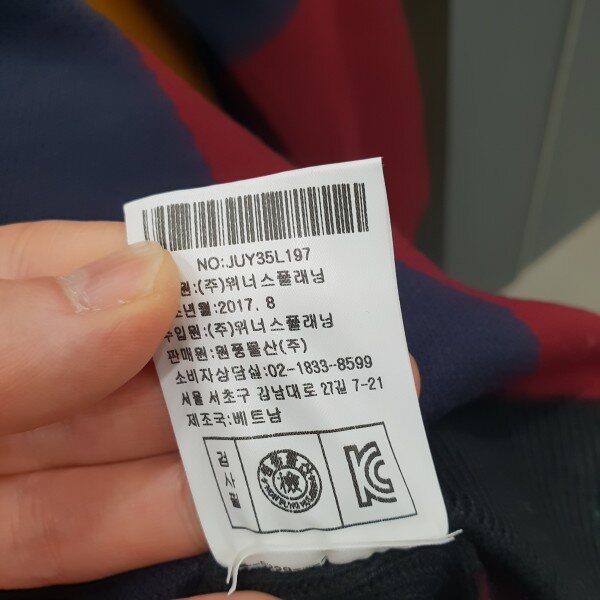 NO:JUY35L197
원:(주)위너스플래닝
월:2017. 8
수입원:(주)위너스플래닝
판매원:원풍물산(주)
소비자상담실:02-1833-8599
서울 서초구 강남대로 27길 7-21
제조국:베트남
검사필
KC